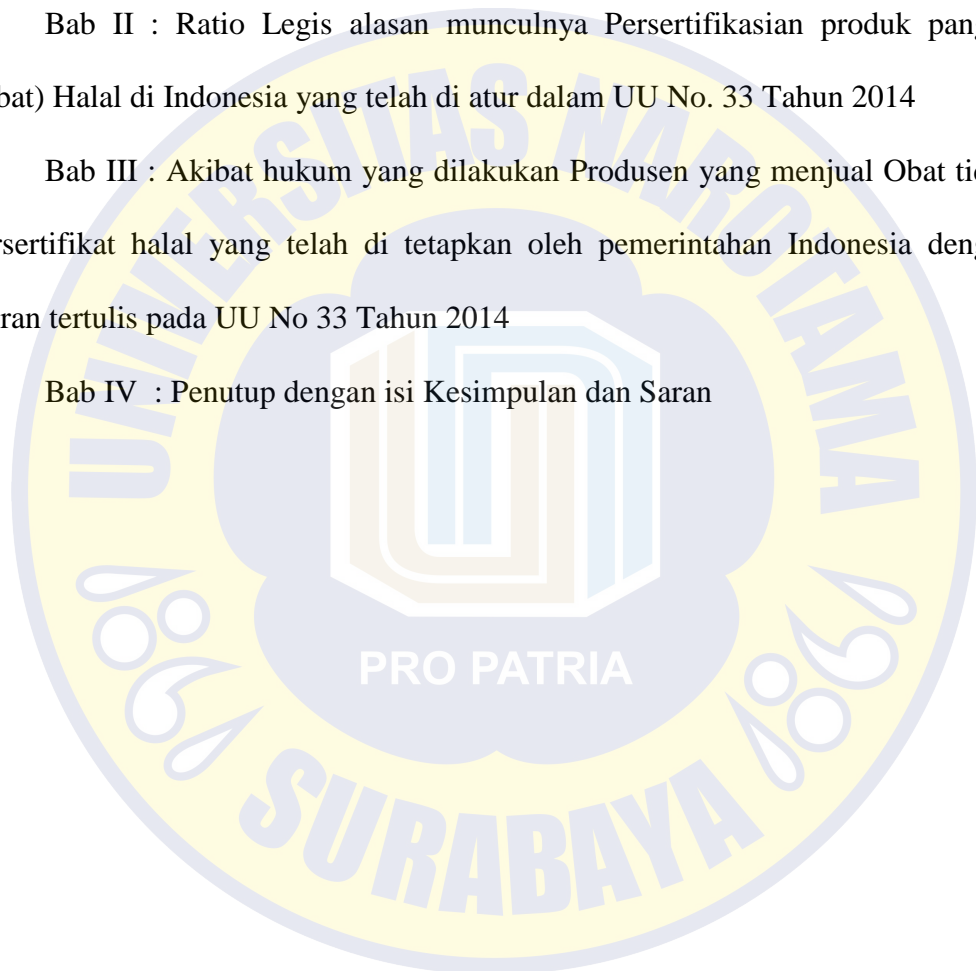 Bab II : Ratio Legis alasan munculnya Persertifikasian produk pang
bat) Halal di Indonesia yang telah di atur dalam UU No. 33 Tahun 2014
Bab III : Akibat hukum yang dilakukan Produsen yang menjual Obat tid
rsertifikat halal yang telah di tetapkan oleh pemerintahan Indonesia deng
ran tertulis pada UU No 33 Tahun 2014
Bab IV : Penutup dengan isi Kesimpulan dan Saran
UNIVERSITAS NAROTAMA
PRO PATRIA
SURABAYA